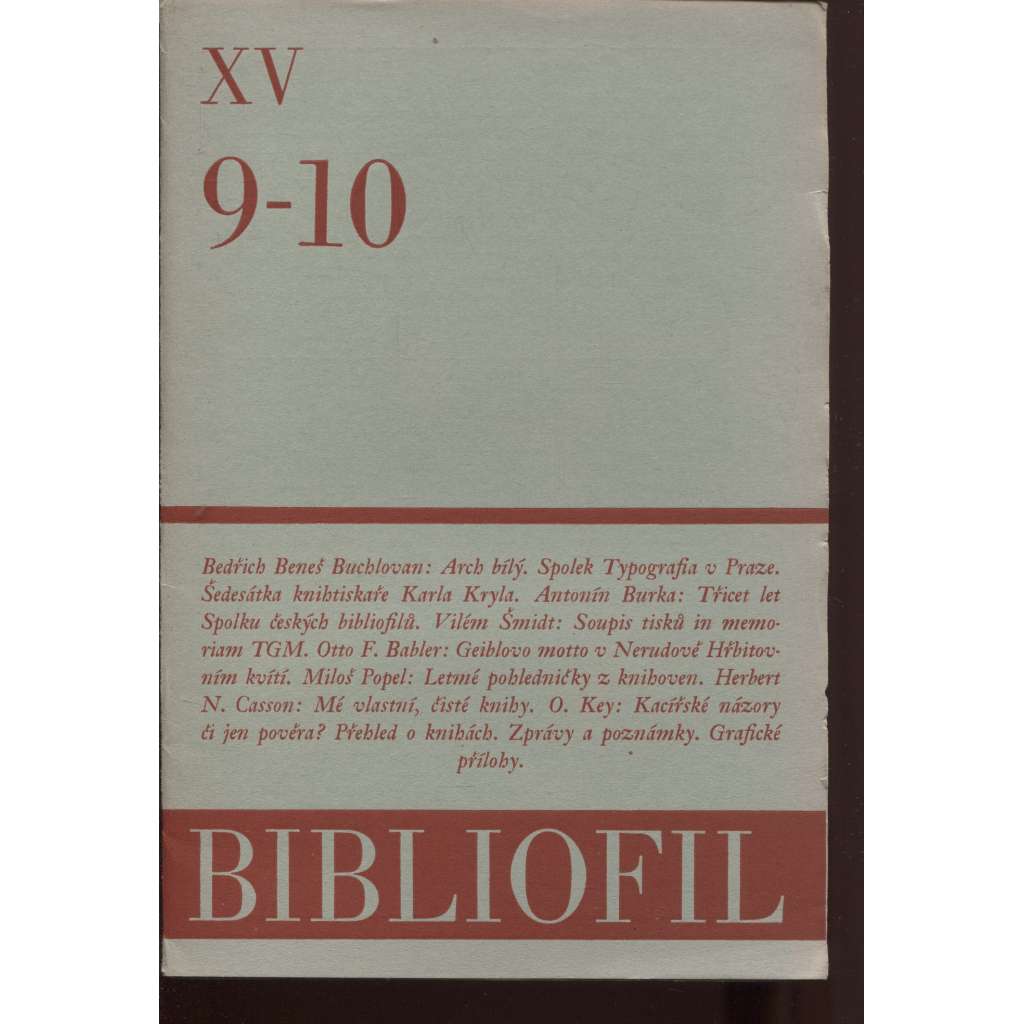 XV
9-10
Bedřich Beneš Buchlovan: Arch bílý. Spolek Typografia v Praze.
Šedesátka knihtiskaře Karla Kryla. Antonín Burka: Třicet let
Spolku českých bibliofilů. Vilém Šmidt: Soupis tisků in memo-
riam TGM. Otto F. Babler: Geiblovo motto v Nerudově Hřbitov-
ním kvítí. Miloš Popel: Letmé pohledničky z knihoven. Herbert
N. Casson: Mé vlastní, čisté knihy. O. Key: Kacířské názory
či jen pověra? Přehled o knihách. Zprávy a poznámky. Grafické
přílohy.
BIBLIOFIL